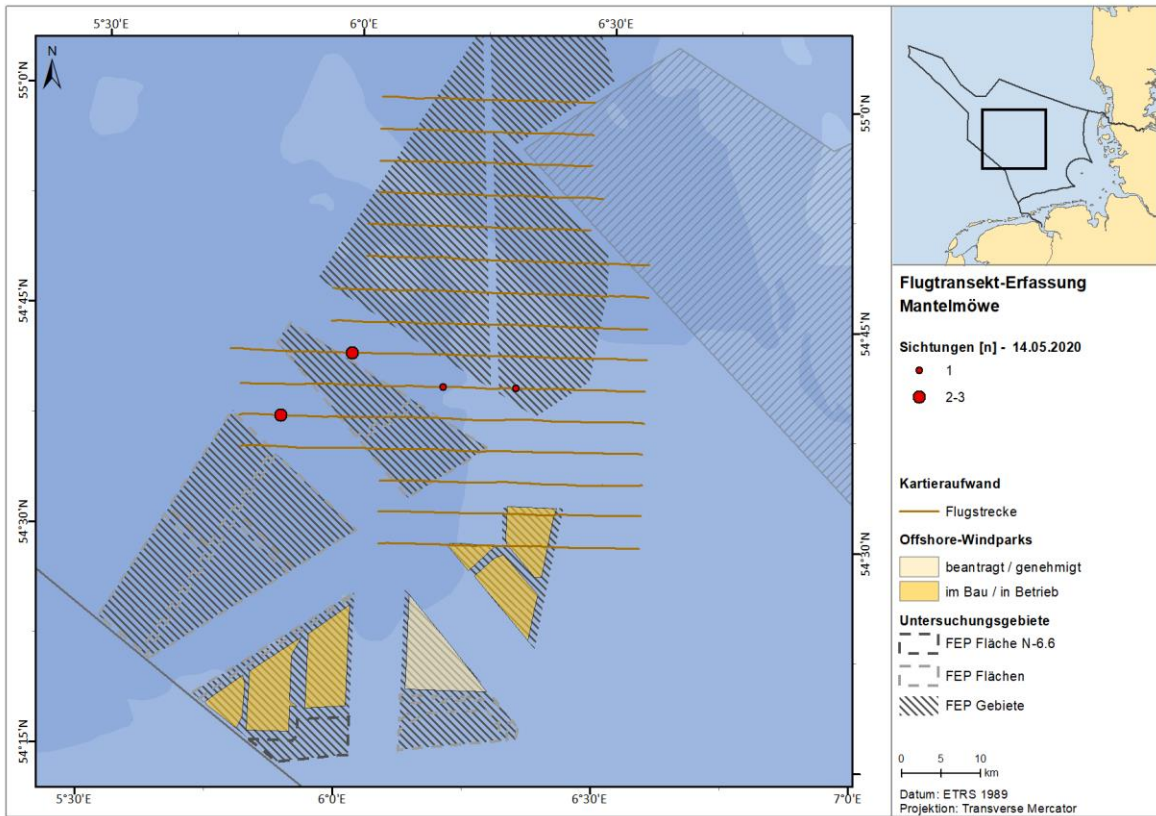 5°30'E 6°0'E 6°30'E
N
55°0'N
55°0'N
54°45'N
54°45'N
54°30'N
54°30'N
54°15'N
54°15'N
5°30'E 6°0'E 6°30'E 7°0'E
Flugtransekt-Erfassung
Mantelmöwe
Sichtungen [n] - 14.05.2020
1
2-3
Kartieraufwand
Flugstrecke
Offshore-Windparks
beantragt / genehmigt
im Bau / in Betrieb
Untersuchungsgebiete
FEP Fläche N-6.6
FEP Flächen
FEP Gebiete
0 5 10
km
Datum: ETRS 1989
Projektion: Transverse Mercator